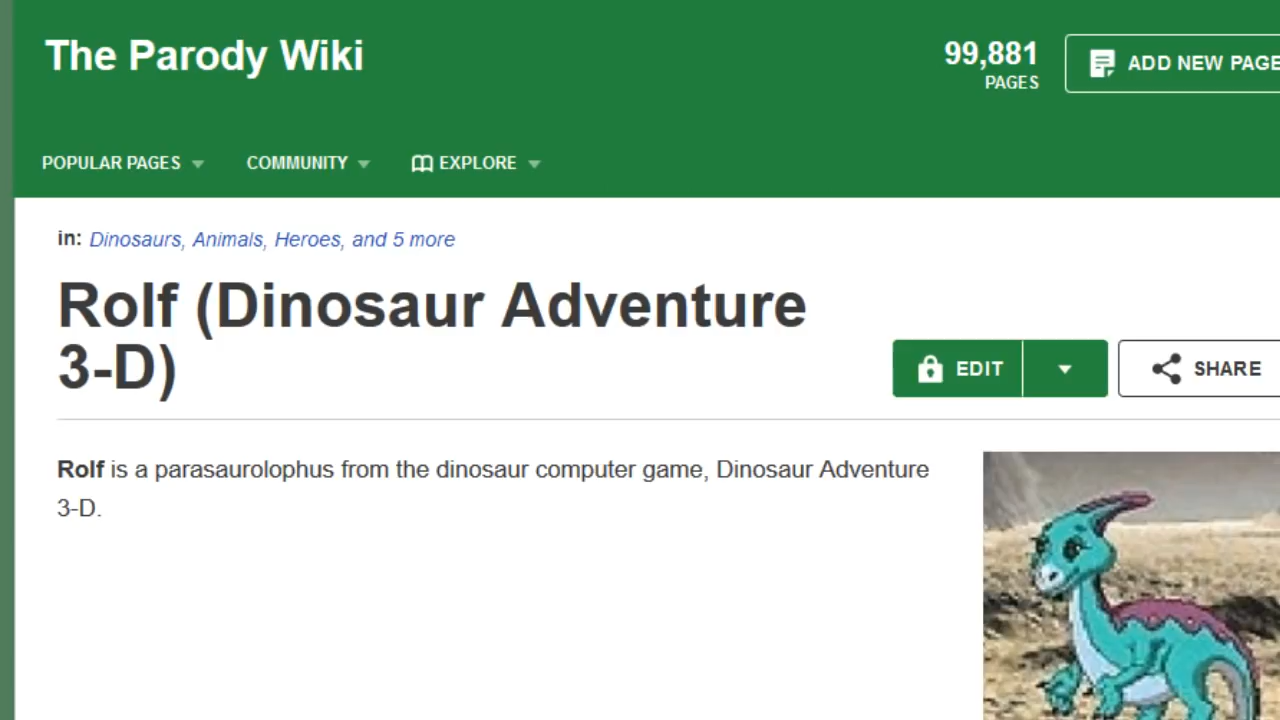 The Parody Wiki
99,881
PAGES
ADD NEW PAGE
POPULAR PAGES
COMMUNITY
EXPLORE
in: Dinosaurs, Animals, Heroes, and 5 more
Rolf (Dinosaur Adventure
3-D)
EDIT
SHARE
Rolf is a parasaurolophus from the dinosaur computer game, Dinosaur Adventure
3-D.